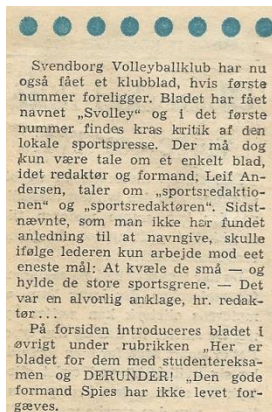 Svendborg Volleyballklub har nu
også fået et klubblad, hvis første
nummer foreligger. Bladet har fået
navnet „Svolley" og i det første
nummer findes kras kritik af den
lokale sportspresse. Der må dog
kun være tale om et enkelt blad,
idet redaktør og formand, Leif An-
dersen, taler om „sportsredaktio-
nen" og „sportsredaktøren". Sidst-
nævnte, som man ikke har fundet
anledning til at navngive, skulle
ifølge lederen kun arbejde mod eet
eneste mål: At kvæle de små — og
hylde de store sportsgrene. — Det
var en alvorlig anklage, hr. redak-
tør...
På forsiden introduceres bladet i
øvrigt under rubrikken „Her er
bladet for dem med studentereksa-
men og DERUNDER! „Den gode
formand Spies har ikke levet for-
gæves.